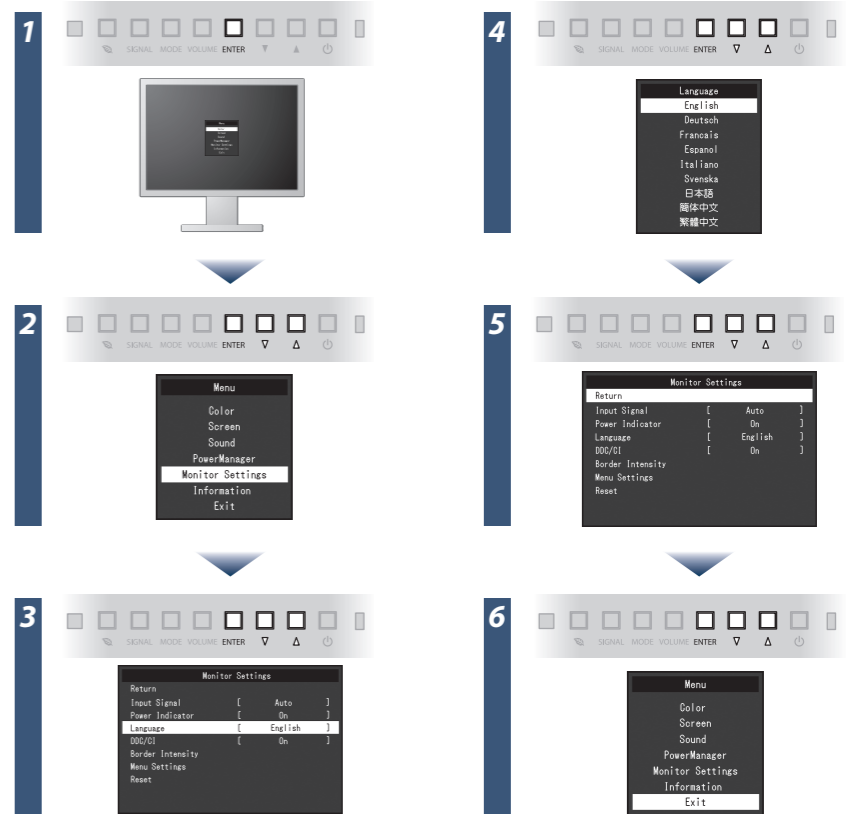 1
SIGNAL MODE VOLUME ENTER ▼ ▲
2
SIGNAL MODE VOLUME ENTER ▽ △
Menu
Color
Screen
Sound
PowerManager
Monitor Settings
Information
Exit
3
SIGNAL MODE VOLUME ENTER ▽ △
Monitor Settings
Return
Input Signal [ Auto ]
Power Indicator [ On ]
Language [ English ]
DDC/CI [ On ]
Border Intensity
Menu Settings
Reset
4
SIGNAL MODE VOLUME ENTER ▽ △
Language
English
Deutsch
Francais
Espanol
Italiano
Svenska
日本語
簡体中文
繁體中文
5
SIGNAL MODE VOLUME ENTER ▽ △
Monitor Settings
Return
Input Signal [ Auto ]
Power Indicator [ On ]
Language [ English ]
DDC/CI [ On ]
Border Intensity
Menu Settings
Reset
6
SIGNAL MODE VOLUME ENTER ▽ △
Menu
Color
Screen
Sound
PowerManager
Monitor Settings
Information
Exit